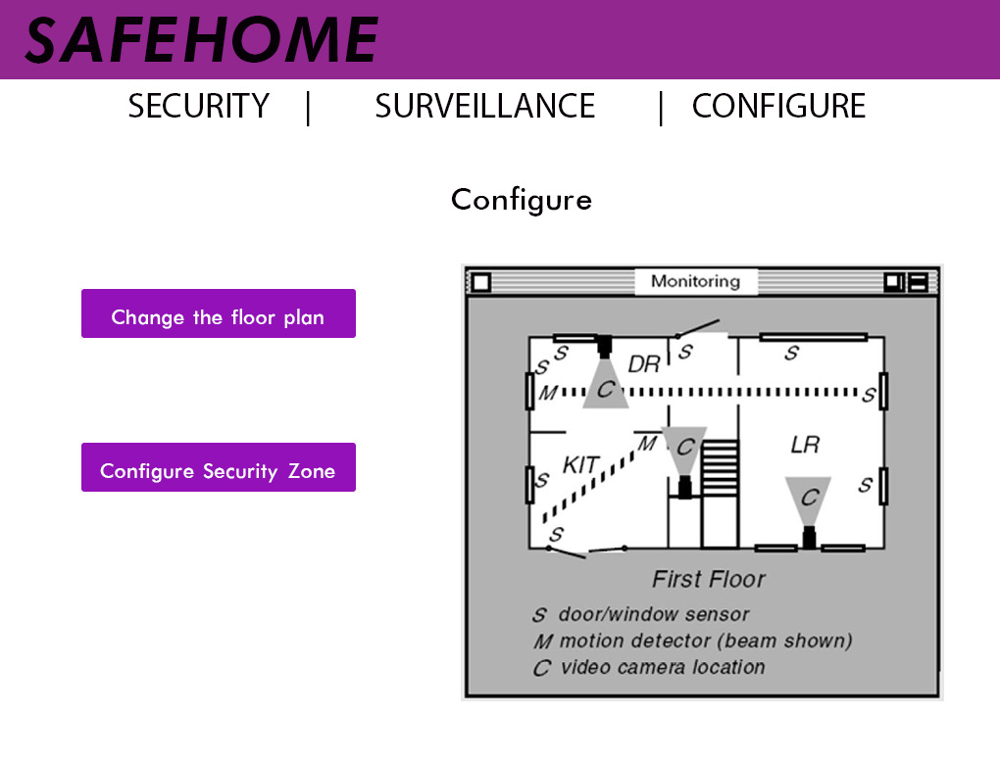 SAFEHOME
SECURITY | SURVEILLANCE | CONFIGURE
Configure
Change the floor plan
Configure Security Zone
Monitoring
S S DR S S
M C S
KIT M C LR
S C S
S
First Floor
S door/window sensor
M motion detector (beam shown)
C video camera location